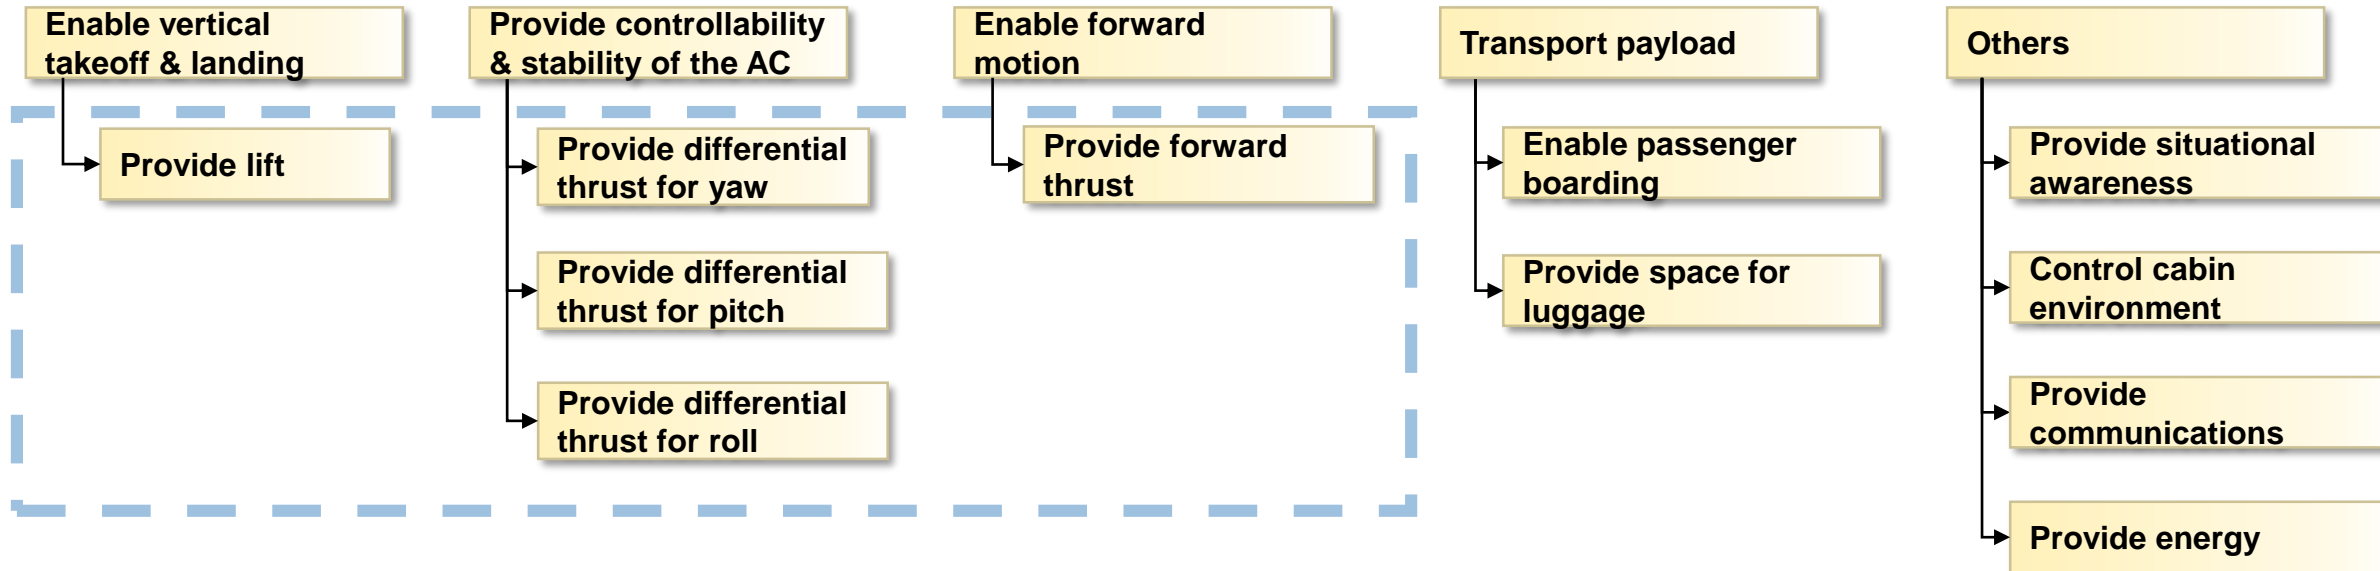 Enable vertical
takeoff & landing
Provide lift
Provide controllability
& stability of the AC
Provide differential
thrust for yaw
Provide differential
thrust for pitch
Provide differential
thrust for roll
Enable forward
motion
Provide forward
thrust
Transport payload
Enable passenger
boarding
Provide space for
luggage
Others
Provide situational
awareness
Control cabin
environment
Provide
communications
Provide energy